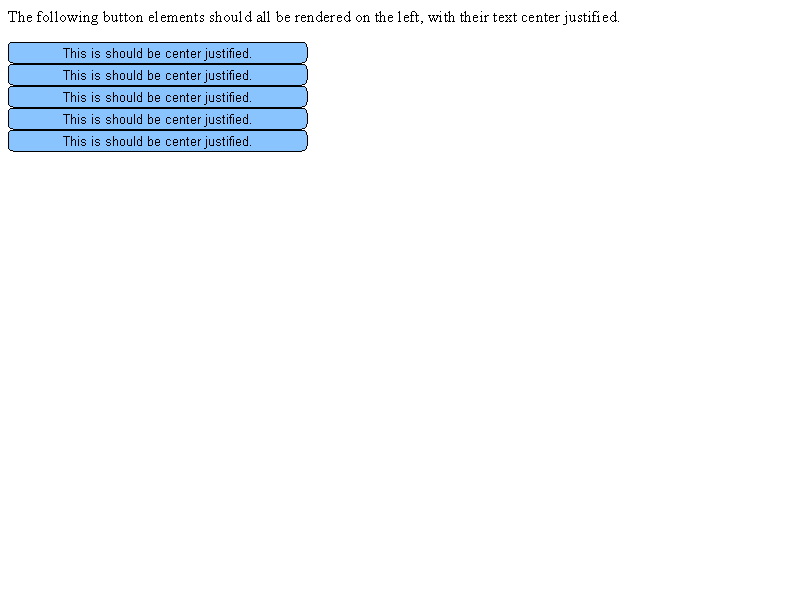 The following button elements should all be rendered on the left, with their text center justified.
This is should be center justified.
This is should be center justified.
This is should be center justified.
This is should be center justified.
This is should be center justified.